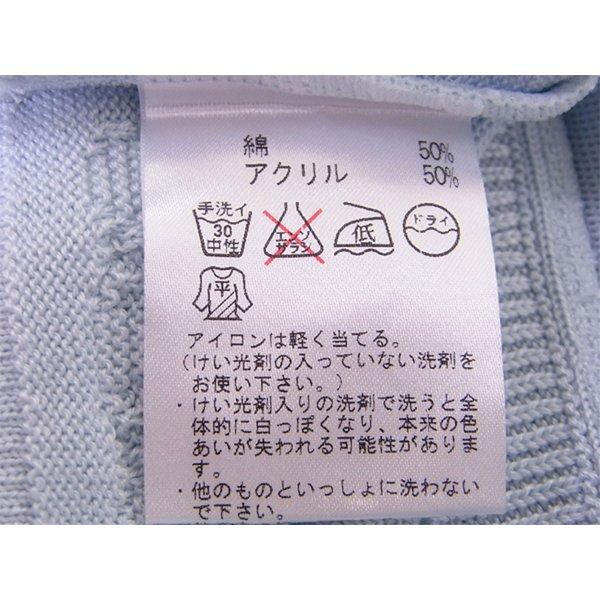 綿 50%
アクリル 50%
手洗イ
30
中性
エンソ
サラシ
低
ドライ
平
アイロンは軽く当てる。
(けい光剤の入っていない洗剤を
お使い下さい。)
・けい光剤入りの洗剤で洗うと全
体的に白っぽくなり、本来の色
あいが失われる可能性がありま
す。
・他のものといっしょに洗わない
で下さい。